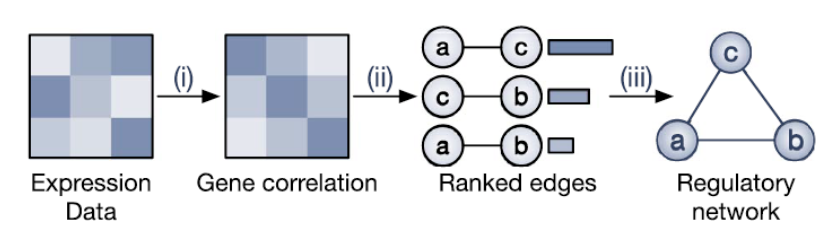 (i)
(ii)
(iii)
a c
c b
a b
c
a b
Expression
Data
Gene correlation
Ranked edges
Regulatory
network